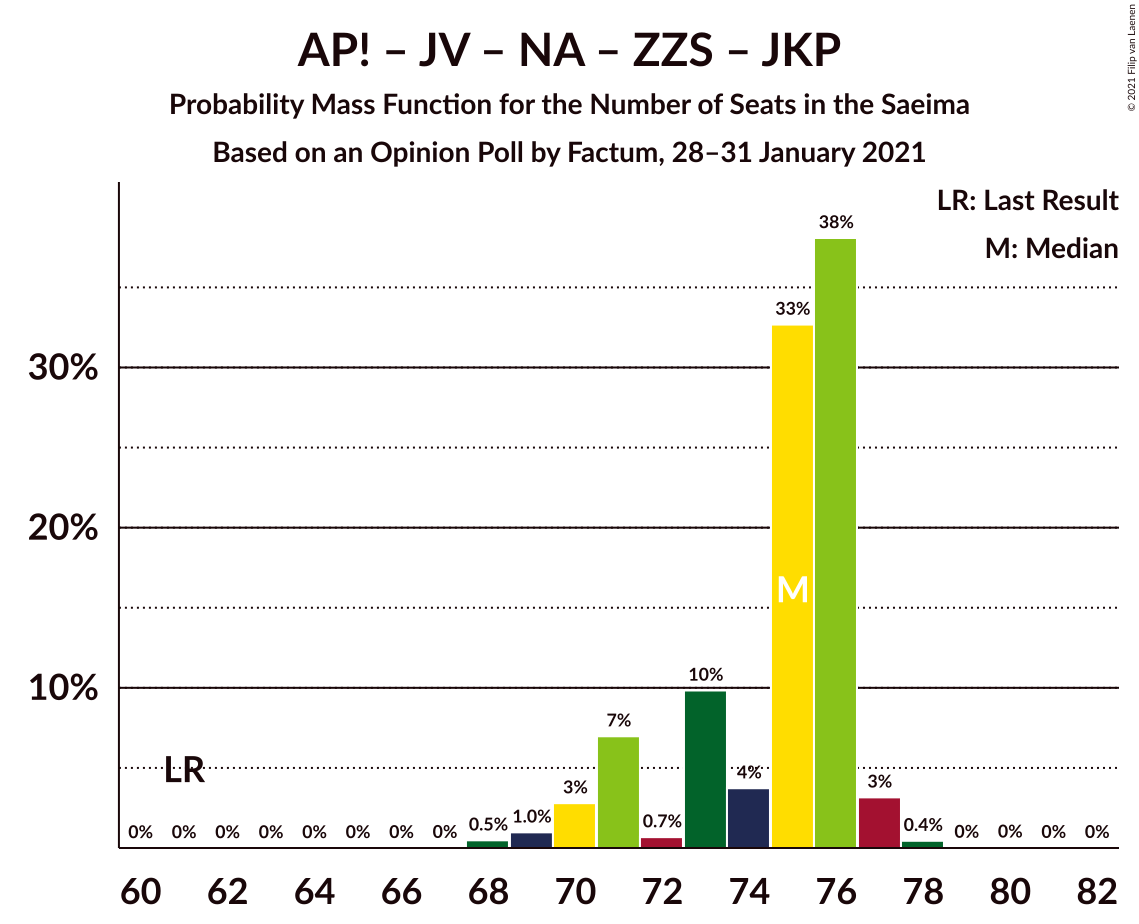 AP! – JV – NA – ZZS – JKP
Probability Mass Function for the Number of Seats in the Saeima
Based on an Opinion Poll by Factum, 28–31 January 2021
© 2021 Filip van Laenen
LR: Last Result
M: Median
38%
33%
30%
20%
M
10%
10%
7%
LR
4%
3%
3%
0% 0% 0% 0% 0% 0% 0% 0% 0.5% 1.0% 0.7% 0.4% 0% 0% 0% 0%
60 62 64 66 68 70 72 74 76 78 80 82